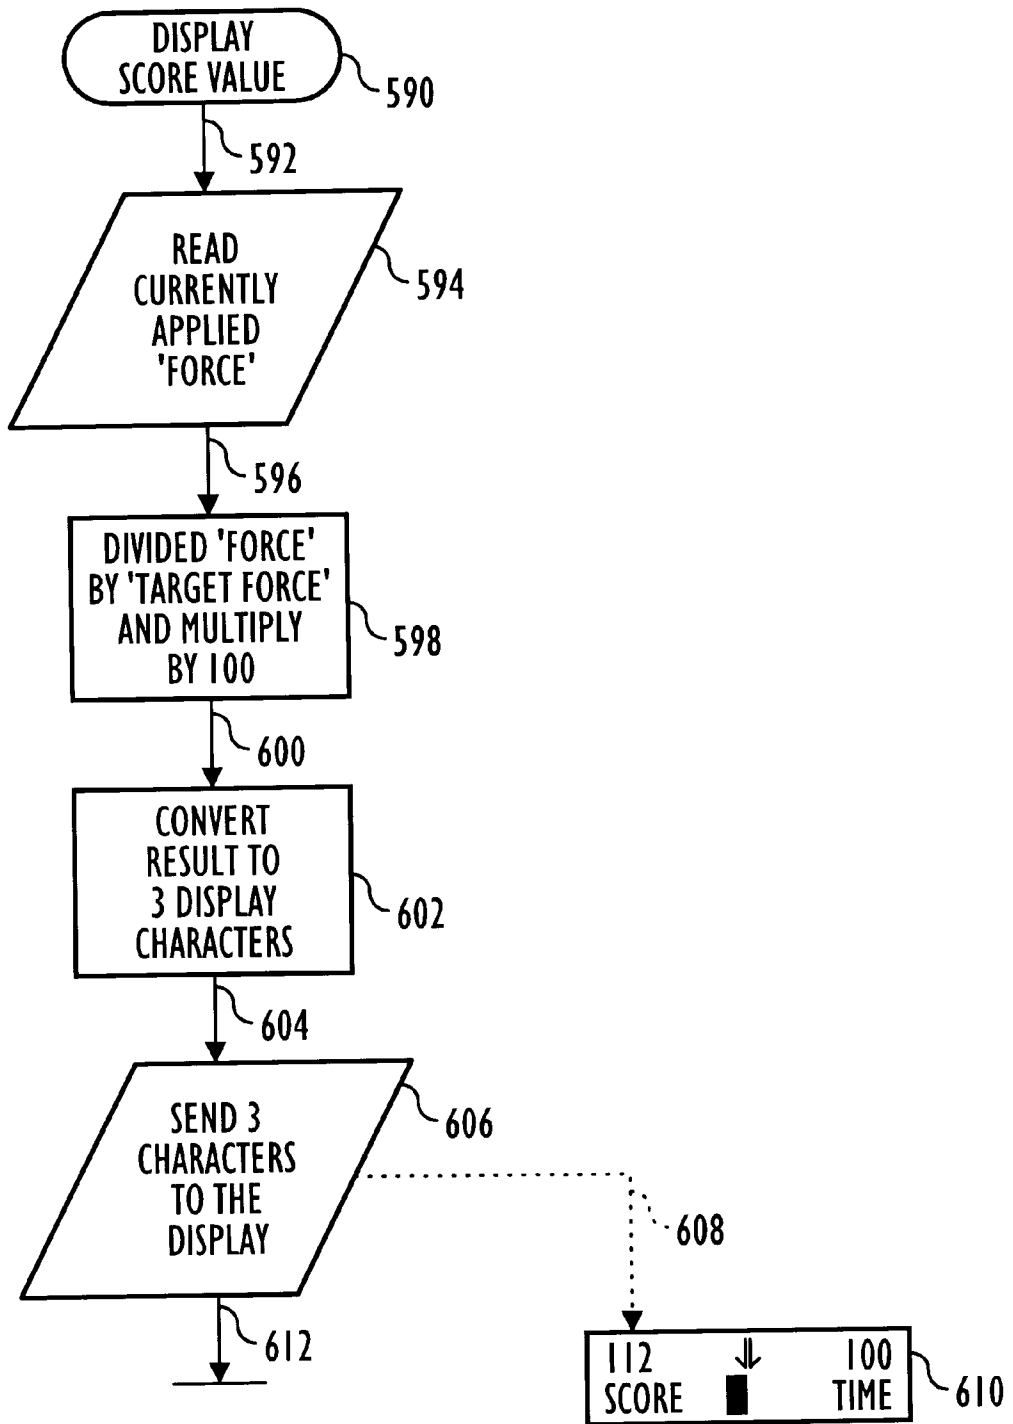 DISPLAY
SCORE VALUE
590
592
READ
CURRENTLY
APPLIED
'FORCE'
594
596
DIVIDED 'FORCE'
BY 'TARGET FORCE'
AND MULTIPLY
BY 100
598
600
CONVERT
RESULT TO
3 DISPLAY
CHARACTERS
602
604
SEND 3
CHARACTERS
TO THE
DISPLAY
606
608
612
112 100
SCORE TIME
610